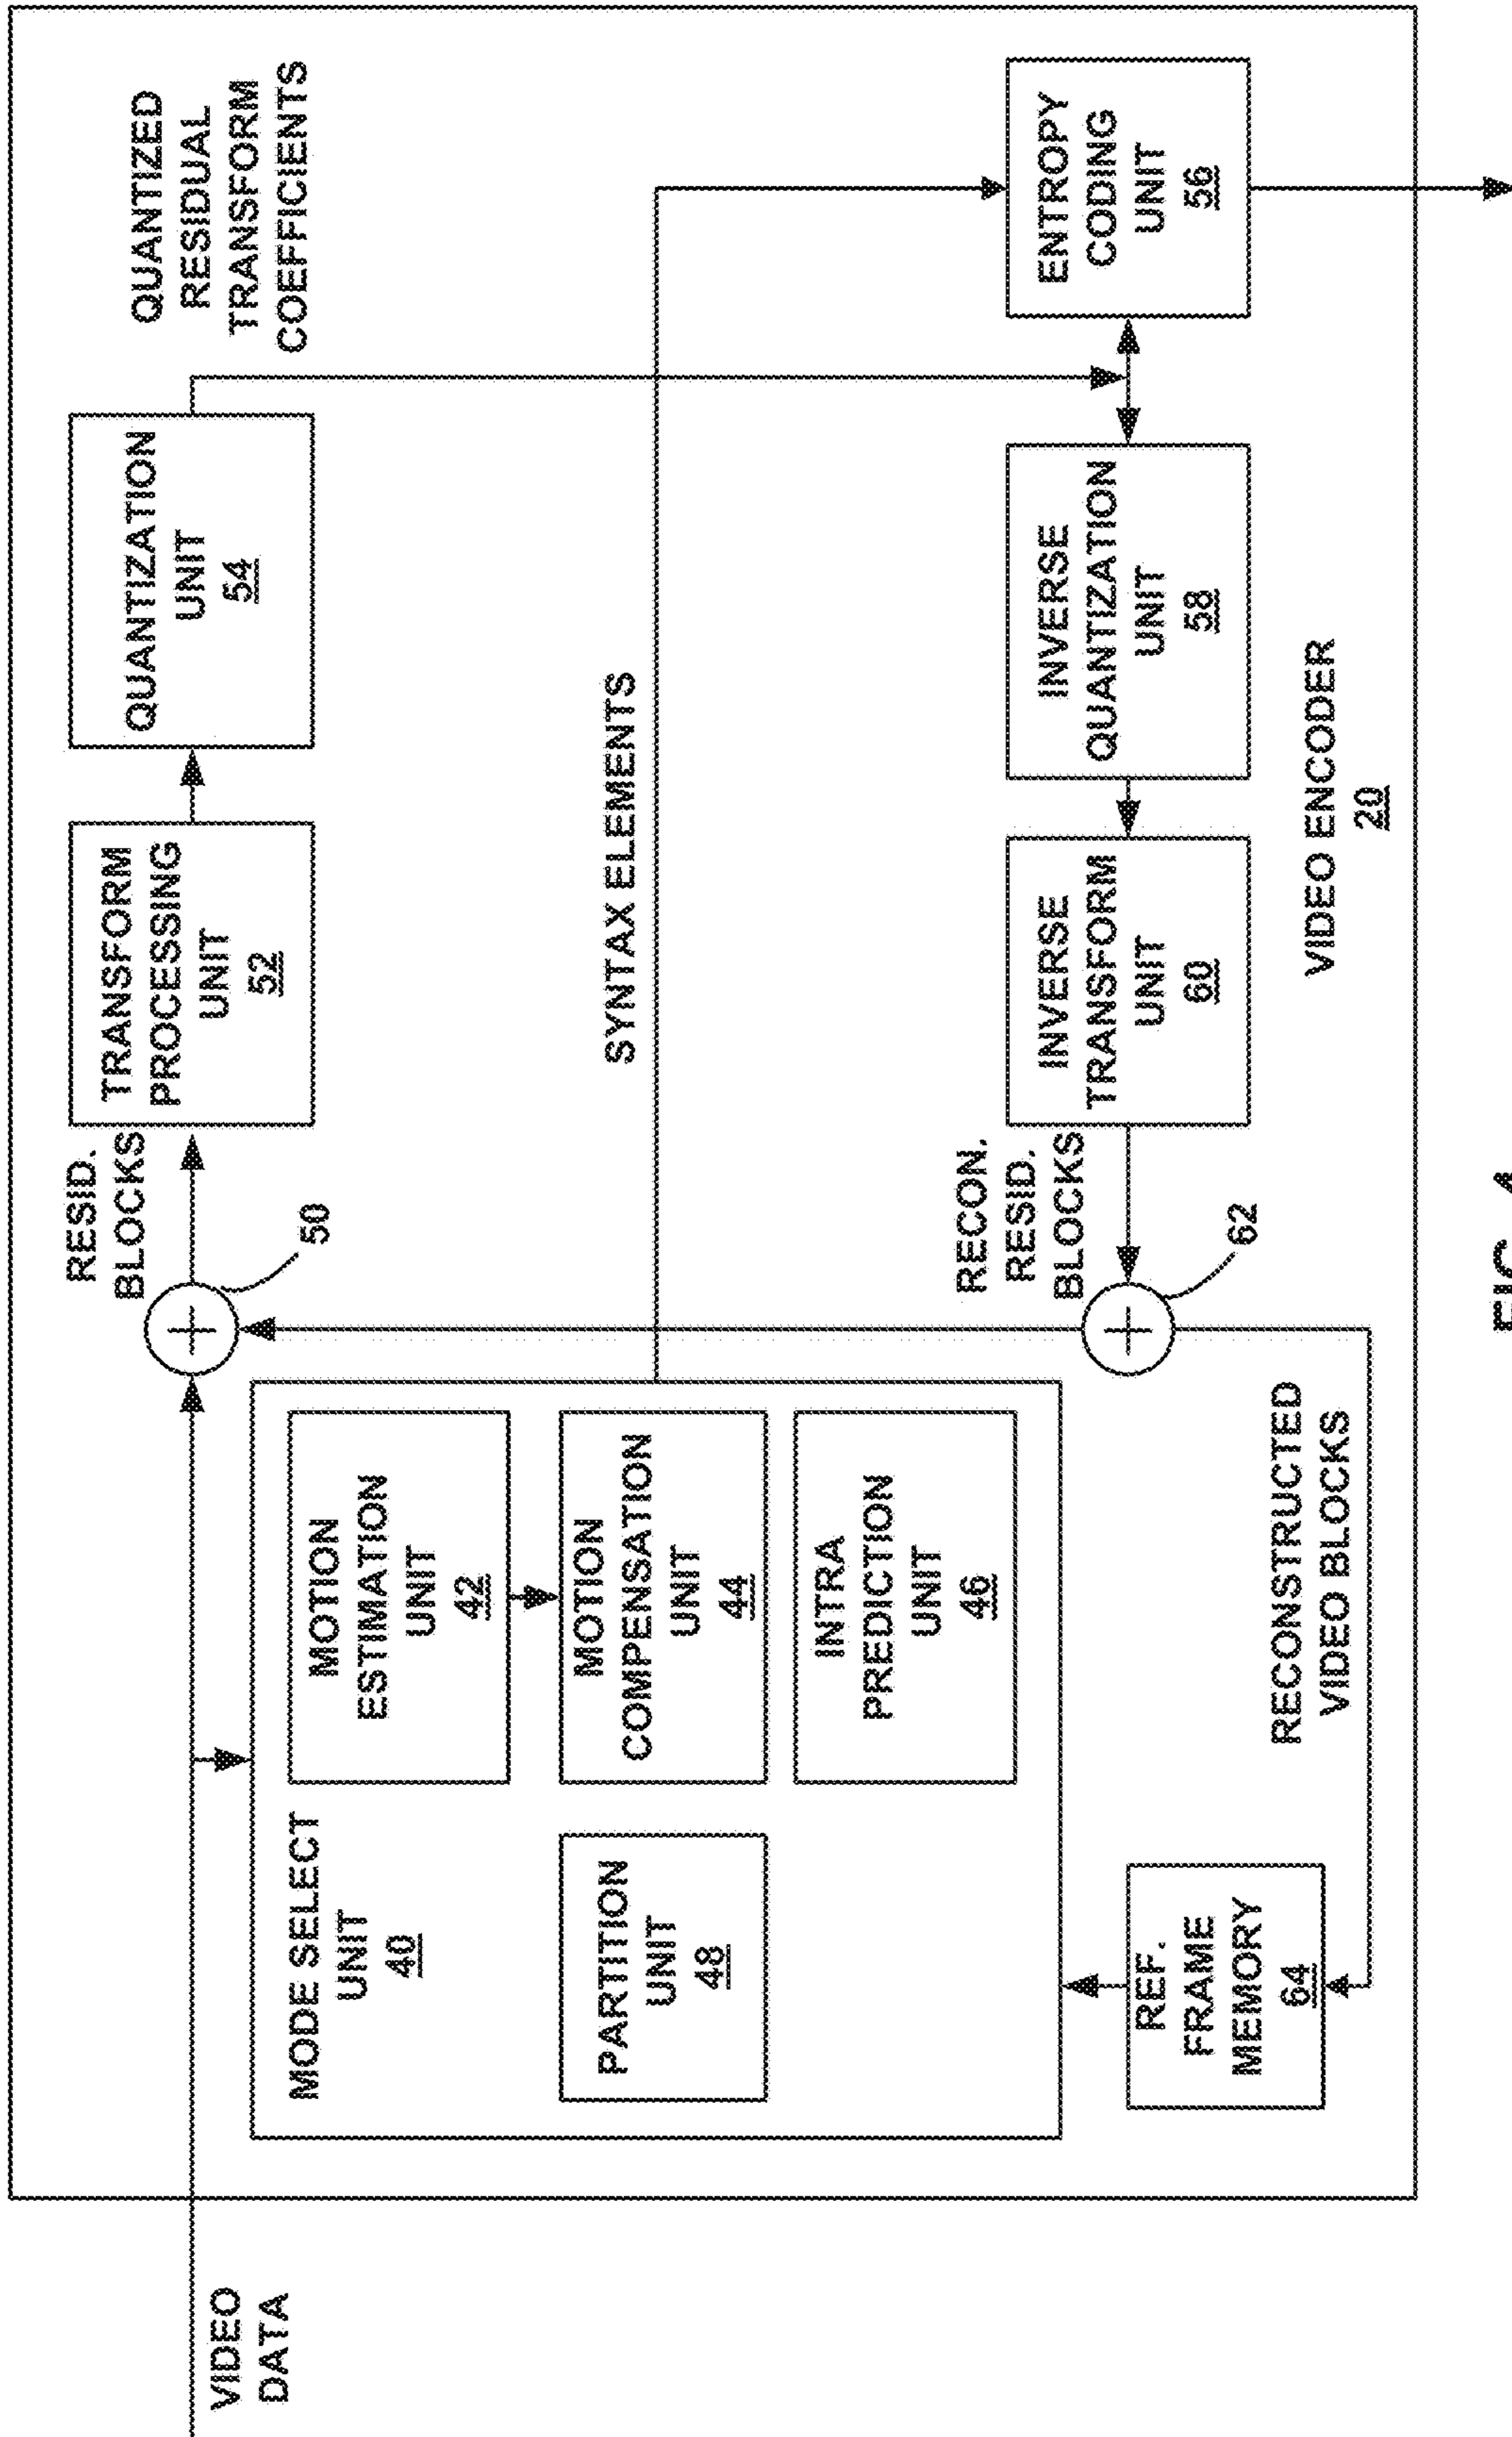 VIDEO
DATA
MODE SELECT
UNIT
40
PARTITION
UNIT
48
MOTION
ESTIMATION
UNIT
42
MOTION
COMPENSATION
UNIT
44
INTRA
PREDICTION
UNIT
46
REF.
FRAME
MEMORY
64
RECONSTRUCTED
VIDEO BLOCKS
50
RESID.
BLOCKS
TRANSFORM
PROCESSING
UNIT
52
QUANTIZATION
UNIT
54
QUANTIZED
RESIDUAL
TRANSFORM
COEFFICIENTS
SYNTAX ELEMENTS
62
RECON.
RESID.
BLOCKS
INVERSE
TRANSFORM
UNIT
60
INVERSE
QUANTIZATION
UNIT
58
ENTROPY
CODING
UNIT
56
VIDEO ENCODER
20